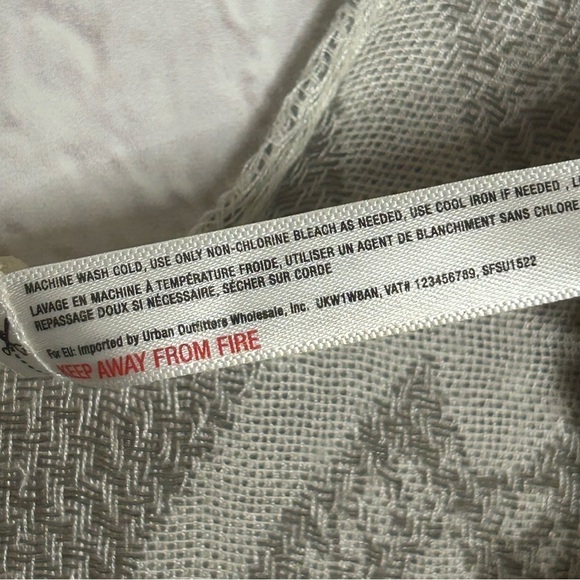 MACHINE WASH COLD, USE ONLY NON-CHLORINE BLEACH AS NEEDED, USE COOL IRON IF NEEDED , L
LAVAGE EN MACHINE À TEMPÉRATURE FROIDE, UTILISER UN AGENT DE BLANCHIMENT SANS CHLORE
REPASSAGE DOUX SI NÉCESSAIRE, SÉCHER SUR CORDE
For EU: Imported by Urban Outfitters Wholesale, Inc. UKW1W8AN, VAT# 123456789, SFSU1522
KEEP AWAY FROM FIRE